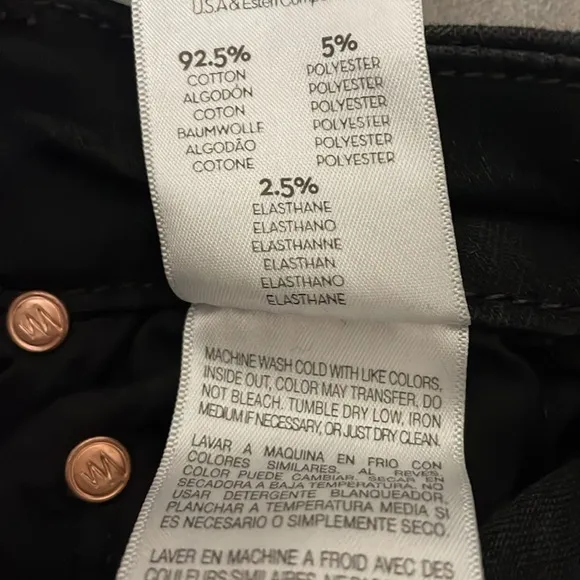 U.S.A & Estern
92.5%
COTTON
ALGODÓN
COTON
BAUMWOLLE
ALGODÃO
COTONE
5%
POLYESTER
POLYESTER
POLYESTER
POLYESTER
POLYESTER
POLYESTER
2.5%
ELASTHANE
ELASTHANO
ELASTHANNE
ELASTHAN
ELASTHANO
ELASTHANE
MACHINE WASH COLD WITH LIKE COLORS,
INSIDE OUT, COLOR MAY TRANSFER, DO
NOT BLEACH. TUMBLE DRY LOW, IRON
MEDIUM IF NECESSARY, OR JUST DRY CLEAN.
LAVAR A MAQUINA EN FRIO CON
COLORES SIMILARES. AL REVES,
COLOR PUEDE CAMBIAR. SECAR EN
SECADORA A BAJA TEMPERATURA. NO
USAR DETERGENTE BLANQUEADOR.
PLANCHAR A TEMPERATURA MEDIA SI
ES NECESARIO O SIMPLEMENTE SECO.
LAVER EN MACHINE A FROID AVEC DES
COULEURS SIMILAIRES.